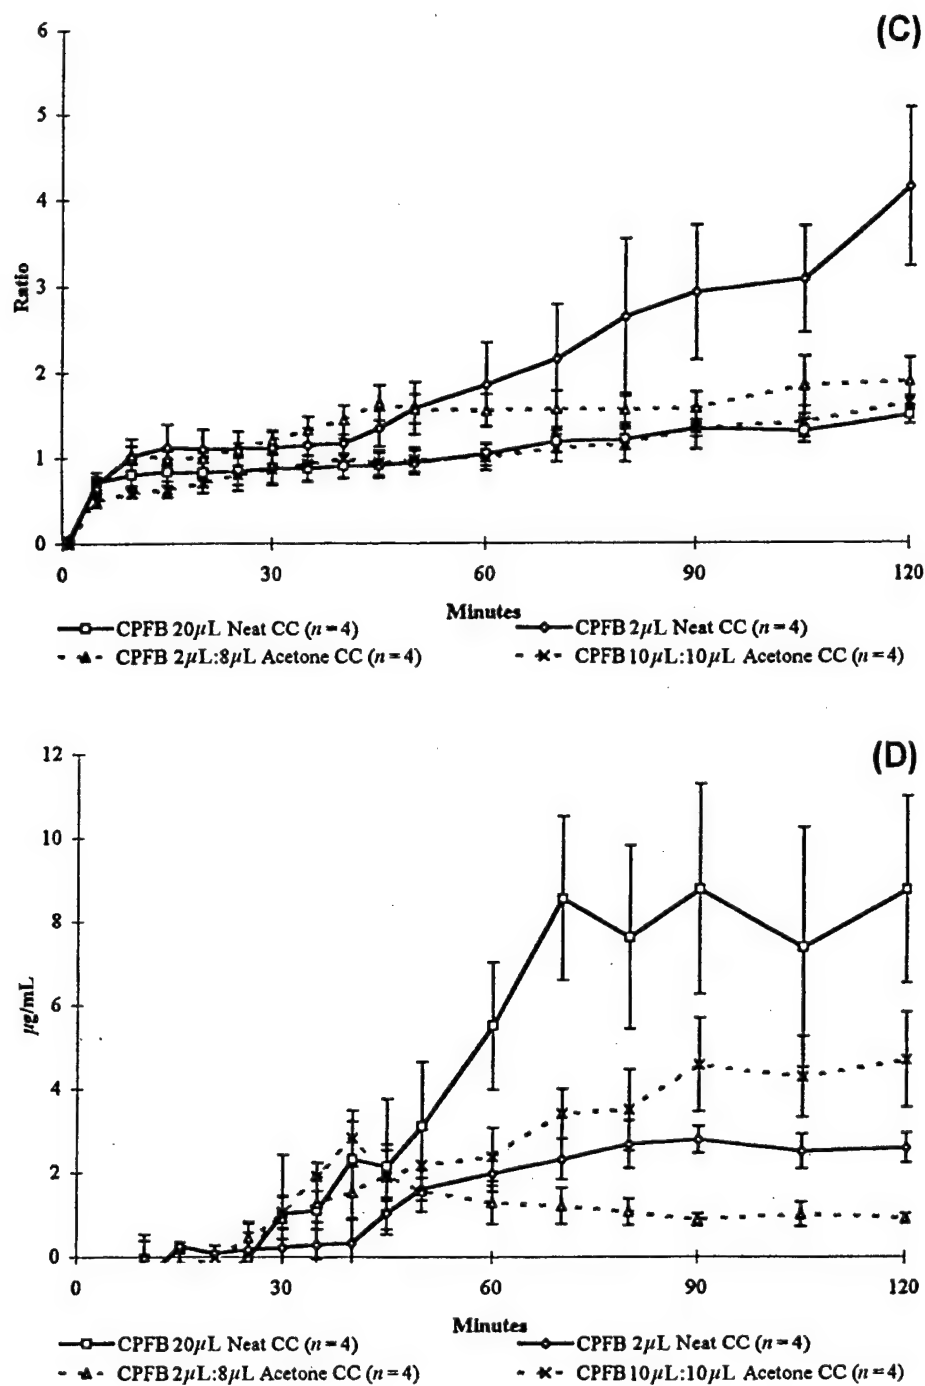 (C)
6
5
4
3
2
1
0
Ratio
0 30 60 90 120
Minutes
CPFB 20μL Neat CC (n=4) CPFB 2μL Neat CC (n=4)
CPFB 2μL:8μL Acetone CC (n=4) CPFB 10μL:10μL Acetone CC (n=4)
(D)
12
10
8
6
4
2
0
μg/mL
0 30 60 90 120
Minutes
CPFB 20μL Neat CC (n=4) CPFB 2μL Neat CC (n=4)
CPFB 2μL:8μL Acetone CC (n=4) CPFB 10μL:10μL Acetone CC (n=4)